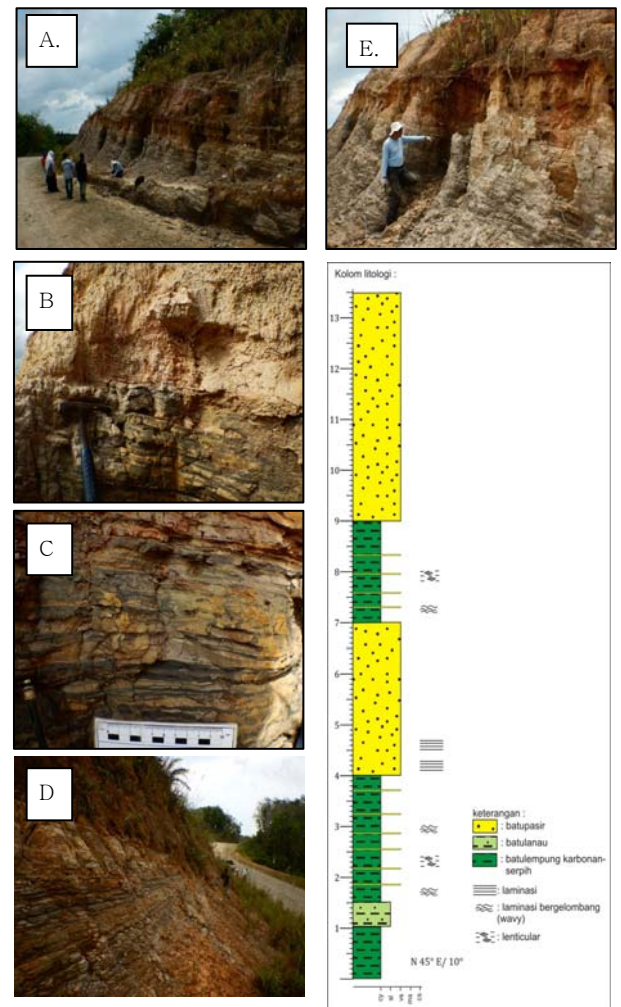 A.
E.
B
C
D
Kolom litologi :
13
12
11
10
9
8
7
6
5
4
3
2
1
keterangan :
: batupasir
: batulanau
: batulempung karbonan-
serpih
: laminasi
: laminasi bergelombang
(wavy)
: lenticular
N 45° E/ 10°